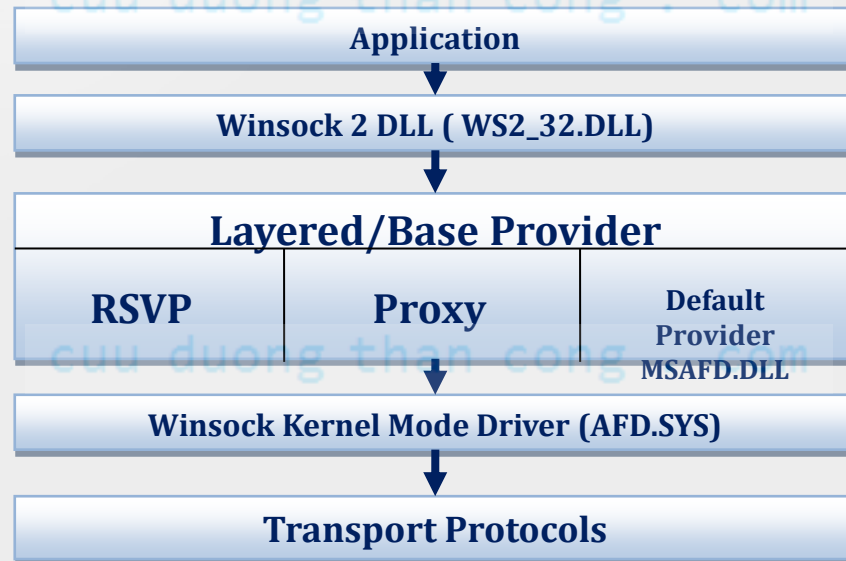 cuu duong than cong . com
Application
Winsock 2 DLL ( WS2_32.DLL)
Layered/Base Provider
RSVP
Proxy
Default
Provider
MSAFD.DLL
cuu duong than cong . com
Winsock Kernel Mode Driver (AFD.SYS)
Transport Protocols